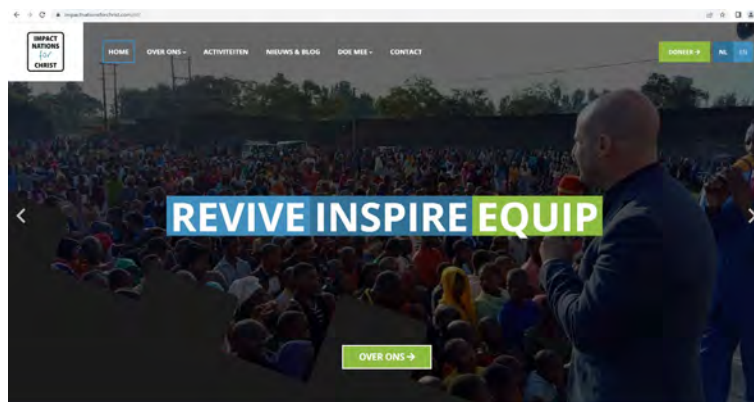 impactnationsforchrist.com/nl/
IMPACT
NATIONS
for
CHRIST
HOME OVER ONS ACTIVITEITEN NIEUWS & BLOG DOE MEE CONTACT
DONEER → NL EN
REVIVE INSPIRE EQUIP
OVER ONS →